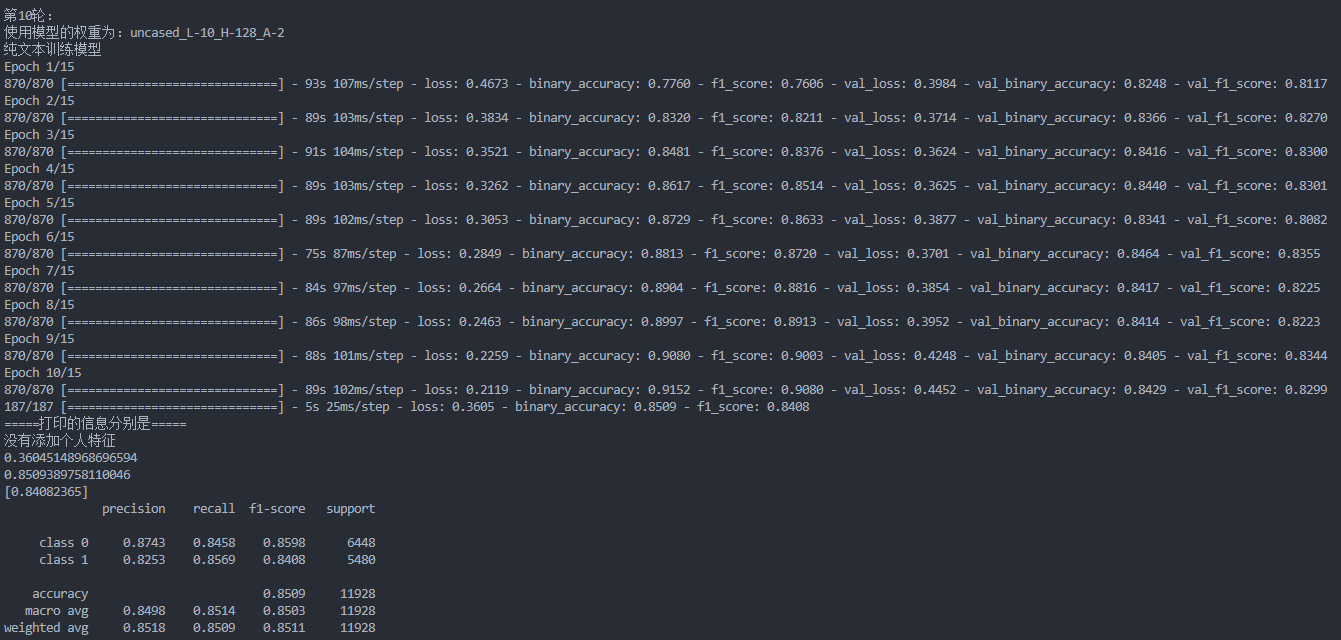 第10轮：
使用模型的权重为：uncased_L-10_H-128_A-2
纯文本训练模型
Epoch 1/15
870/870 [==============================] - 93s 107ms/step - loss: 0.4673 - binary_accuracy: 0.7760 - f1_score: 0.7606 - val_loss: 0.3984 - val_binary_accuracy: 0.8248 - val_f1_score: 0.8117
Epoch 2/15
870/870 [==============================] - 89s 103ms/step - loss: 0.3834 - binary_accuracy: 0.8320 - f1_score: 0.8211 - val_loss: 0.3714 - val_binary_accuracy: 0.8366 - val_f1_score: 0.8270
Epoch 3/15
870/870 [==============================] - 91s 104ms/step - loss: 0.3521 - binary_accuracy: 0.8481 - f1_score: 0.8376 - val_loss: 0.3624 - val_binary_accuracy: 0.8416 - val_f1_score: 0.8300
Epoch 4/15
870/870 [==============================] - 89s 103ms/step - loss: 0.3262 - binary_accuracy: 0.8617 - f1_score: 0.8514 - val_loss: 0.3625 - val_binary_accuracy: 0.8440 - val_f1_score: 0.8301
Epoch 5/15
870/870 [==============================] - 89s 102ms/step - loss: 0.3053 - binary_accuracy: 0.8729 - f1_score: 0.8633 - val_loss: 0.3877 - val_binary_accuracy: 0.8341 - val_f1_score: 0.8082
Epoch 6/15
870/870 [==============================] - 75s 87ms/step - loss: 0.2849 - binary_accuracy: 0.8813 - f1_score: 0.8720 - val_loss: 0.3701 - val_binary_accuracy: 0.8464 - val_f1_score: 0.8355
Epoch 7/15
870/870 [==============================] - 84s 97ms/step - loss: 0.2664 - binary_accuracy: 0.8904 - f1_score: 0.8816 - val_loss: 0.3854 - val_binary_accuracy: 0.8417 - val_f1_score: 0.8225
Epoch 8/15
870/870 [==============================] - 86s 98ms/step - loss: 0.2463 - binary_accuracy: 0.8997 - f1_score: 0.8913 - val_loss: 0.3952 - val_binary_accuracy: 0.8414 - val_f1_score: 0.8223
Epoch 9/15
870/870 [==============================] - 88s 101ms/step - loss: 0.2259 - binary_accuracy: 0.9080 - f1_score: 0.9003 - val_loss: 0.4248 - val_binary_accuracy: 0.8405 - val_f1_score: 0.8344
Epoch 10/15
870/870 [==============================] - 89s 102ms/step - loss: 0.2119 - binary_accuracy: 0.9152 - f1_score: 0.9080 - val_loss: 0.4452 - val_binary_accuracy: 0.8429 - val_f1_score: 0.8299
187/187 [==============================] - 5s 25ms/step - loss: 0.3605 - binary_accuracy: 0.8509 - f1_score: 0.8408
=====打印的信息分别是=====
没有添加个人特征
0.36045148968696594
0.8509389758110046
[0.84082365]
precision recall f1-score support
class 0 0.8743 0.8458 0.8598 6448
class 1 0.8253 0.8569 0.8408 5480
accuracy 0.8509 11928
macro avg 0.8498 0.8514 0.8503 11928
weighted avg 0.8518 0.8509 0.8511 11928